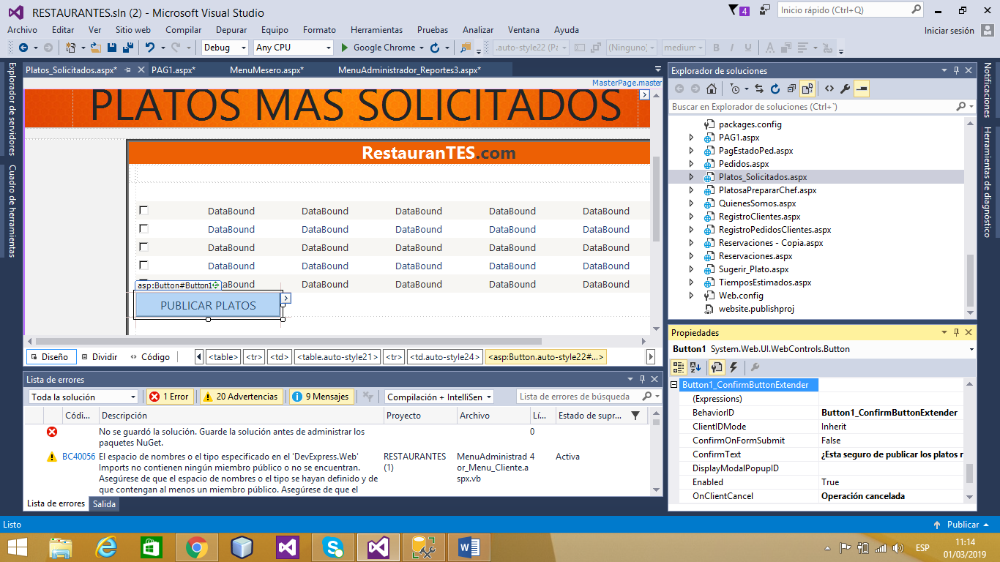 RESTAURANTES.sln (2) - Microsoft Visual Studio
4
Inicio rápido (Ctrl+Q)
Archivo Editar Ver Sitio web Compilar Depurar Equipo Formato Herramientas Pruebas Analizar Ventana Ayuda
Iniciar sesión
Debug Any CPU Google Chrome .auto-style22 (Pa (Ninguno) medium B I U A
Explorador de servidores
Cuadro de herramientas
Platos_Solicitados.aspx* PAG1.aspx* MenuMesero.aspx* MenuAdministrador_Reportes3.aspx*
MasterPage.master
PLATOS MAS SOLICITADOS
RestauranTES.com
DataBound DataBound DataBound DataBound DataBound
DataBound DataBound DataBound DataBound DataBound
DataBound DataBound DataBound DataBound DataBound
DataBound DataBound DataBound DataBound DataBound
asp:Button#Button1
aBound DataBound DataBound DataBound DataBound
PUBLICAR PLATOS
Diseño Dividir Código <table> <tr> <td> <table.auto-style21> <tr> <td.auto-style24> <asp:Button.auto-style22#...>
Lista de errores
Toda la solución 1 Error 20 Advertencias 9 Mensajes Compilación + IntelliSen Lista de errores de búsqueda
Códi... Descripción Proyecto Archivo Lí... Estado de supr...
No se guardó la solución. Guarde la solución antes de administrar los 0
paquetes NuGet.
BC40056 El espacio de nombres o el tipo especificado en el 'DevExpress.Web' RESTAURANTES MenuAdministrad 4 Activa
Imports no contienen ningún miembro público o no se encuentran. (1) or_Menu_Cliente.a
Asegúrese de que el espacio de nombres o el tipo se hayan definido y de spx.vb
que contengan al menos un miembro público. Asegúrese de que el
Lista de errores Salida
Explorador de soluciones
Buscar en Explorador de soluciones (Ctrl+`)
packages.config
PAG1.aspx
PagEstadoPed.aspx
Pedidos.aspx
Platos_Solicitados.aspx
PlatosaPrepararChef.aspx
QuienesSomos.aspx
RegistroClientes.aspx
RegistroPedidosClientes.aspx
Reservaciones - Copia.aspx
Reservaciones.aspx
Sugerir_Plato.aspx
TiemposEstimados.aspx
Web.config
website.publishproj
Propiedades
Button1 System.Web.UI.WebControls.Button
Button1_ConfirmButtonExtender
(Expressions)
BehaviorID Button1_ConfirmButtonExtender
ClientIDMode Inherit
ConfirmOnFormSubmit False
ConfirmText ¿Esta seguro de publicar los platos
DisplayModalPopupID
Enabled True
OnClientCancel Operación cancelada
Notificaciones
Herramientas de diagnóstico
Listo
Publicar
ESP
11:14
01/03/2019